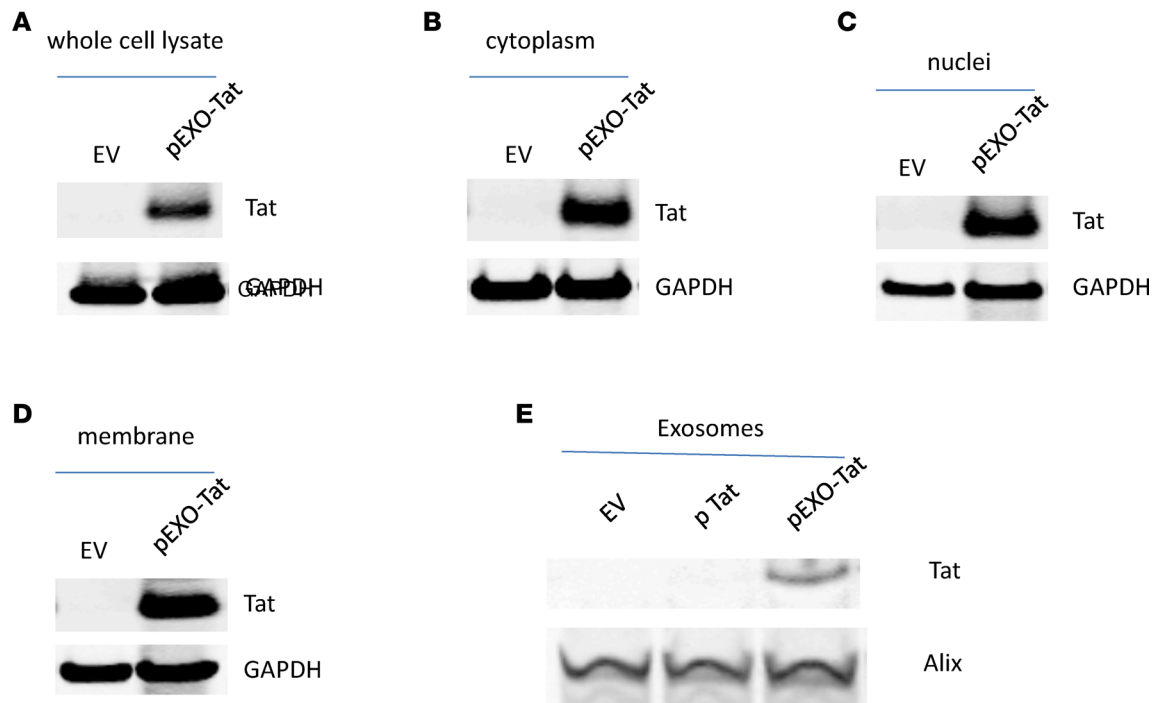 A
whole cell lysate
EV
pEXO-Tat
Tat
GAPDH
GAPDH
B
cytoplasm
EV
pEXO-Tat
Tat
GAPDH
C
nuclei
EV
pEXO-Tat
Tat
GAPDH
D
membrane
EV
pEXO-Tat
Tat
GAPDH
E
Exosomes
EV
p Tat
pEXO-Tat
Tat
Alix